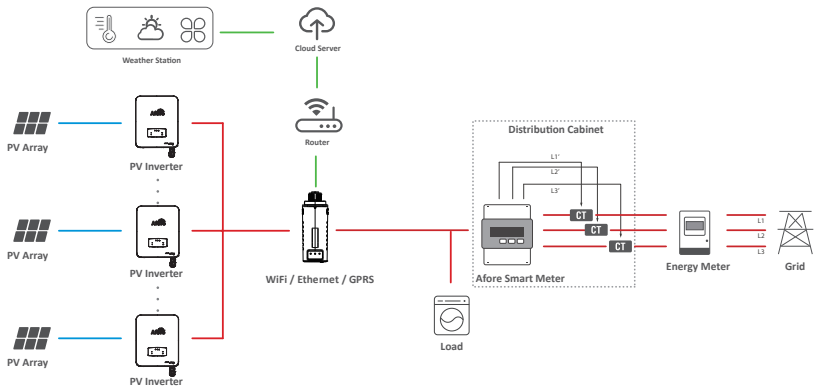 Weather Station
Cloud Server
Router
PV Array
PV Inverter
PV Array
PV Inverter
PV Array
PV Inverter
WiFi / Ethernet / GPRS
Load
Distribution Cabinet
L1'
L2'
L3'
CT
CT
CT
Afore Smart Meter
Energy Meter
L1
L2
L3
Grid